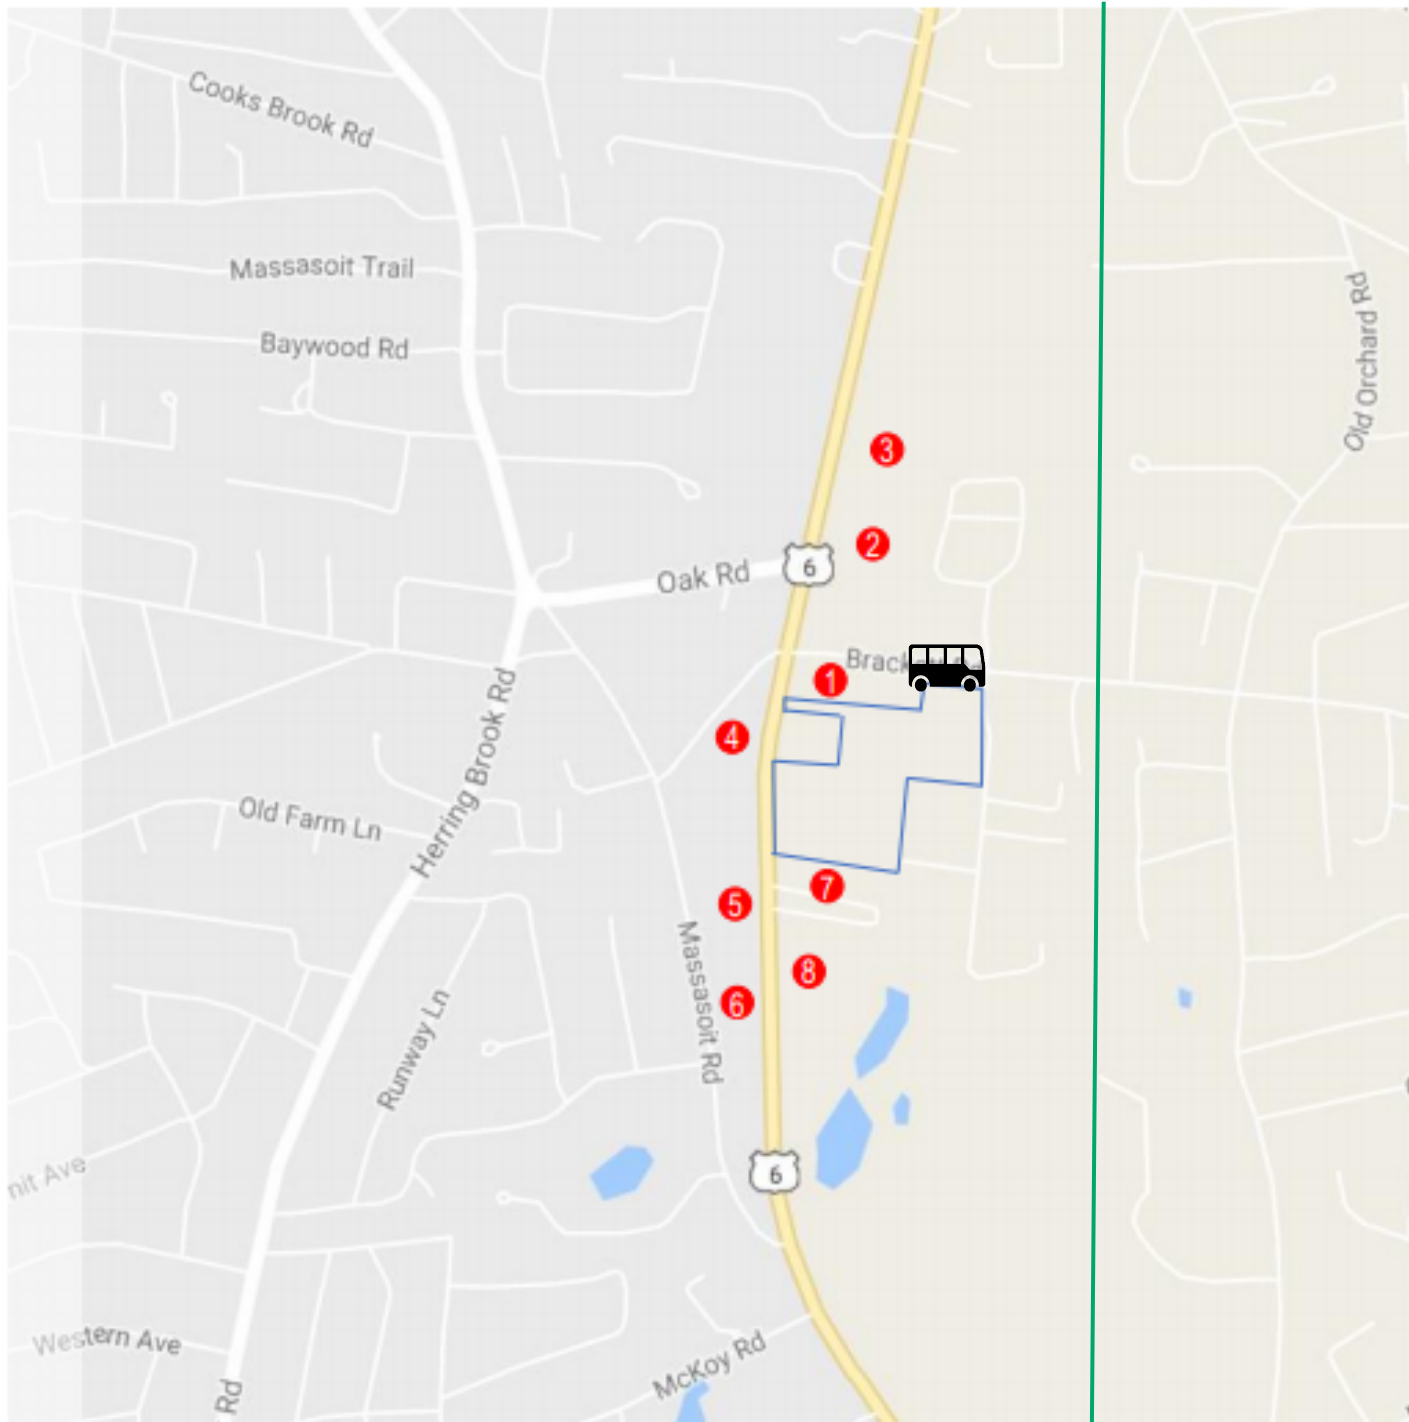 Cooks Brook Rd
Massasoit Trail
Baywood Rd
Old Orchard Rd
3
2
6
Oak Rd
1
4
Herring Brook Rd
Old Farm Ln
7
5
8
6
Massasoit Rd
Runway Ln
6
Ave
Western Ave
McKoy Rd
Rd